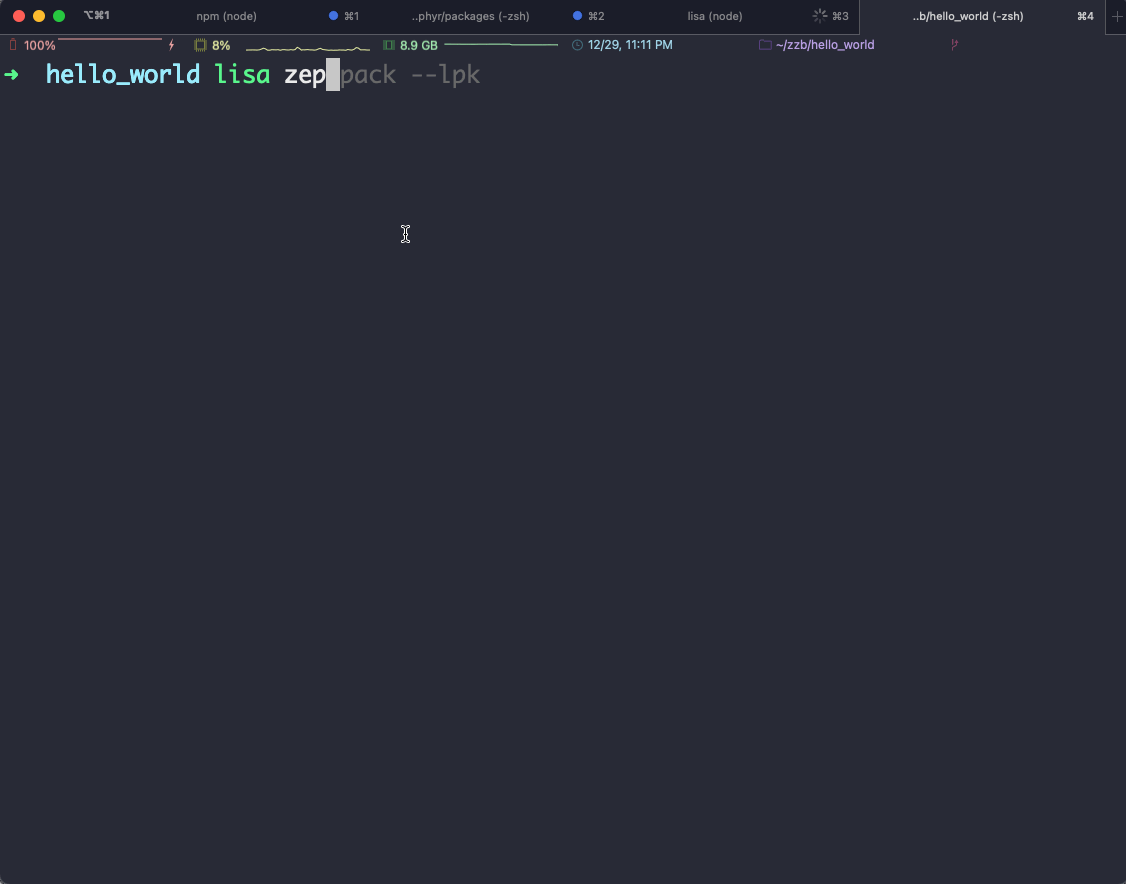 ⌥⌘1 npm (node) ⌘1 ..phyr/packages (-zsh) ⌘2 lisa (node) ⌘3 ..b/hello_world (-zsh) ⌘4 +
100% 8% 8.9 GB 12/29, 11:11 PM ~/zzb/hello_world
➜ hello_world lisa zep pack --lpk